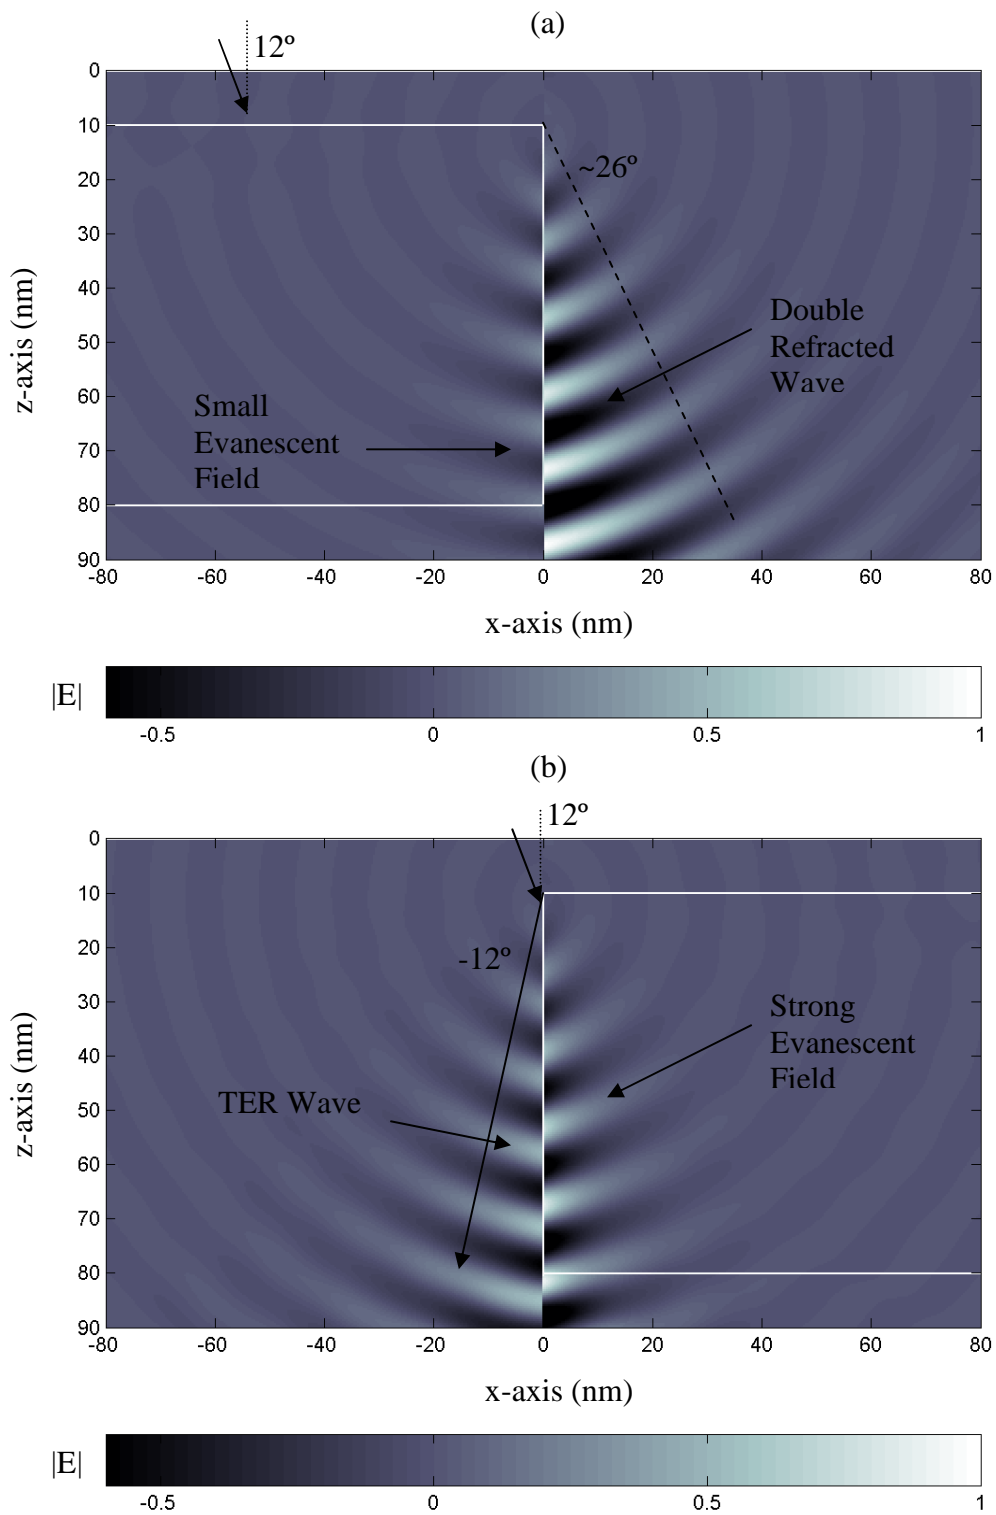 (a)
12º
0
10
20
30
40
50
60
70
80
90
z-axis (nm)
~26º
Double
Refracted
Wave
Small
Evanescent
Field
-80
-60
-40
-20
0
20
40
60
80
x-axis (nm)
|E|
-0.5
0
0.5
1
(b)
12º
0
10
20
30
40
50
60
70
80
90
z-axis (nm)
-12º
Strong
Evanescent
Field
TER Wave
-80
-60
-40
-20
0
20
40
60
80
x-axis (nm)
|E|
-0.5
0
0.5
1